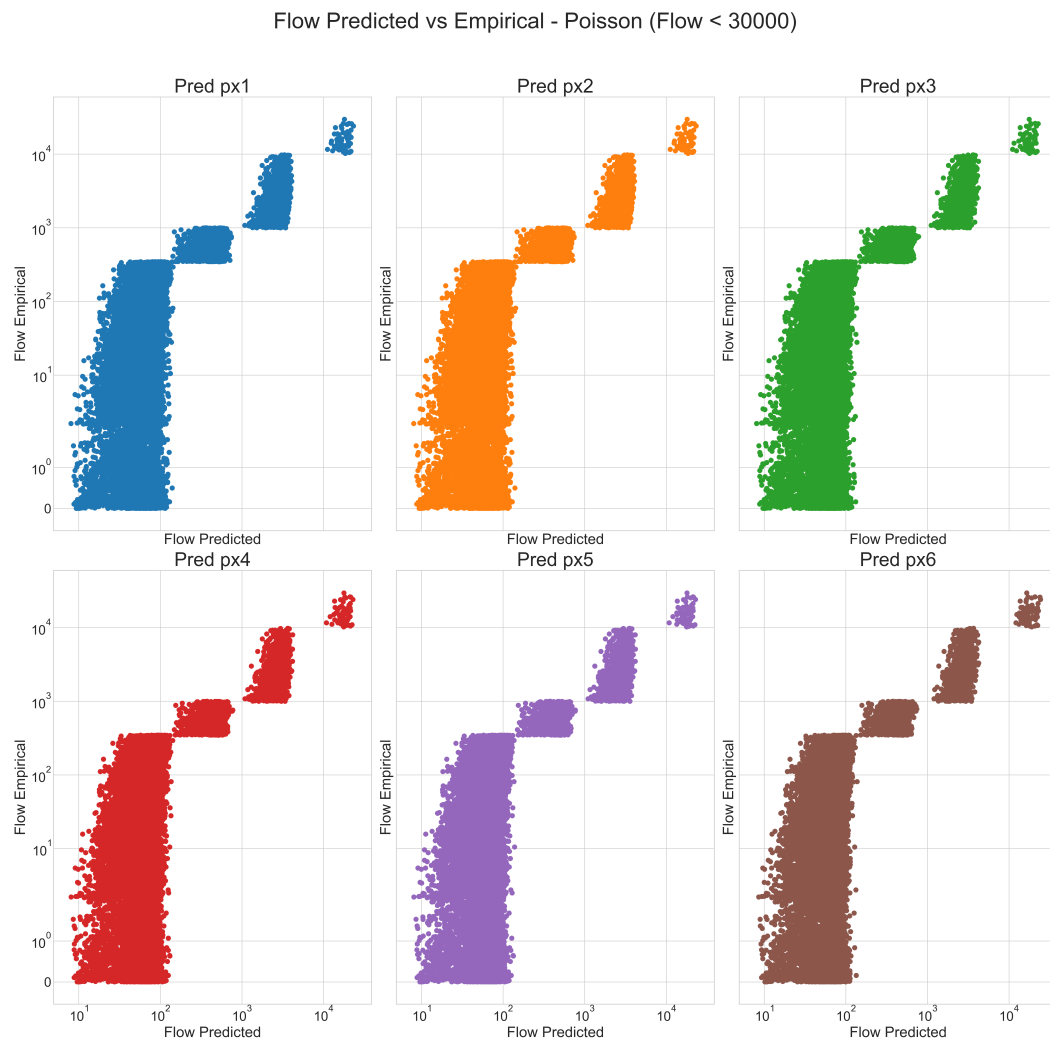 Flow Predicted vs Empirical - Poisson (Flow < 30000)
Pred px1
Pred px2
Pred px3
10^4
10^3
10^2
10^1
10^0
0
Flow Empirical
Flow Empirical
Flow Empirical
Flow Predicted
Flow Predicted
Flow Predicted
Pred px4
Pred px5
Pred px6
10^4
10^3
10^2
10^1
10^0
0
Flow Empirical
Flow Empirical
Flow Empirical
10^1 10^2 10^3 10^4
10^1 10^2 10^3 10^4
10^1 10^2 10^3 10^4
Flow Predicted
Flow Predicted
Flow Predicted